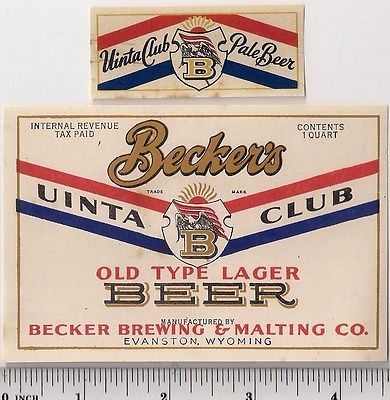 Uinta Club B Pale Beer
INTERNAL REVENUE
TAX PAID
CONTENTS
1 QUART
Becker's
TRADE MARK
UINTA CLUB
B
OLD TYPE LAGER
BEER
MANUFACTURED BY
BECKER BREWING & MALTING CO.
EVANSTON, WYOMING
0 INCH 1 2 3 4